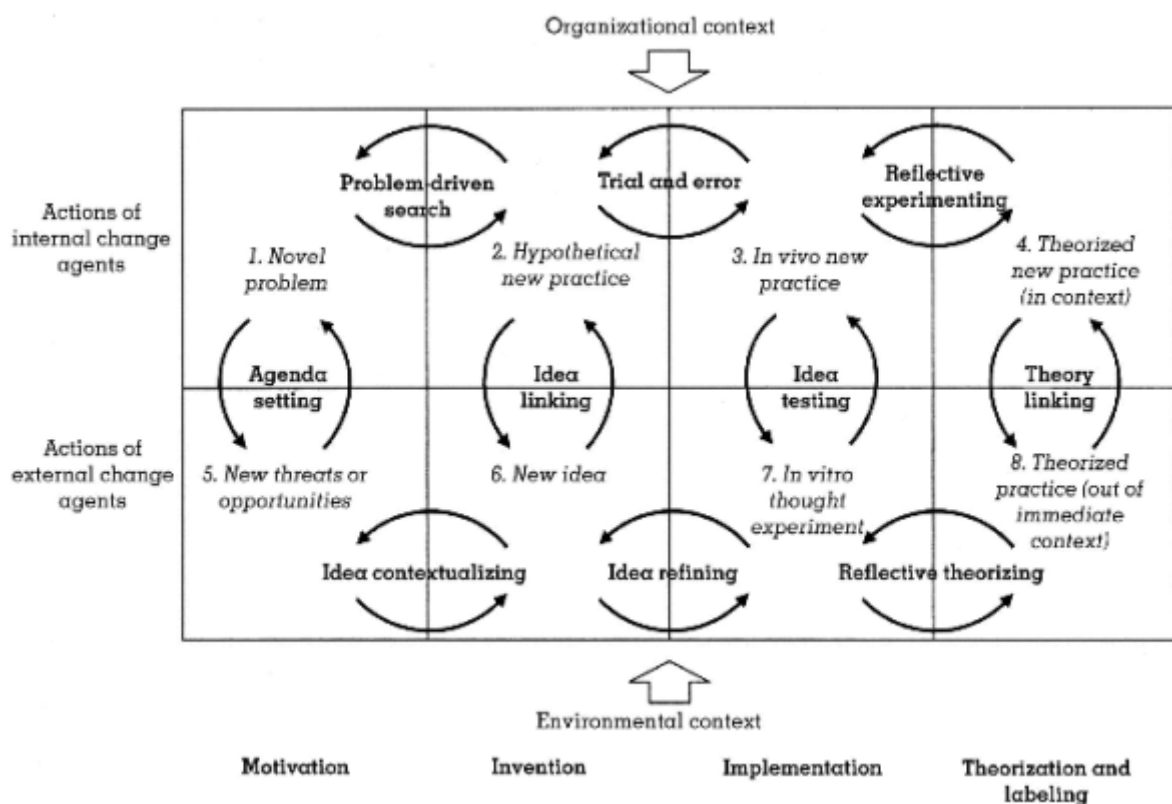 Organizational context
Problem-driven
search
Trial and error
Reflective
experimenting
Actions of
internal change
agents
1. Novel
problem
2. Hypothetical
new practice
3. In vivo new
practice
4. Theorized
new practice
(in context)
Agenda
setting
Idea
linking
Idea
testing
Theory
linking
Actions of
external change
agents
5. New threats or
opportunities
6. New idea
7. In vitro
thought
experiment
8. Theorized
practice (out of
immediate
context)
Idea contextualizing
Idea refining
Reflective theorizing
Environmental context
Motivation
Invention
Implementation
Theorization and
labeling